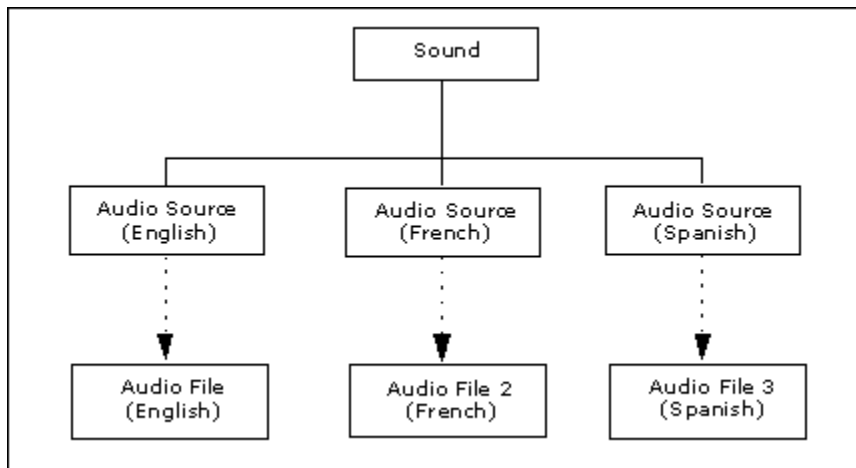 Sound
Audio Source
(English)
Audio Source
(French)
Audio Source
(Spanish)
Audio File
(English)
Audio File 2
(French)
Audio File 3
(Spanish)